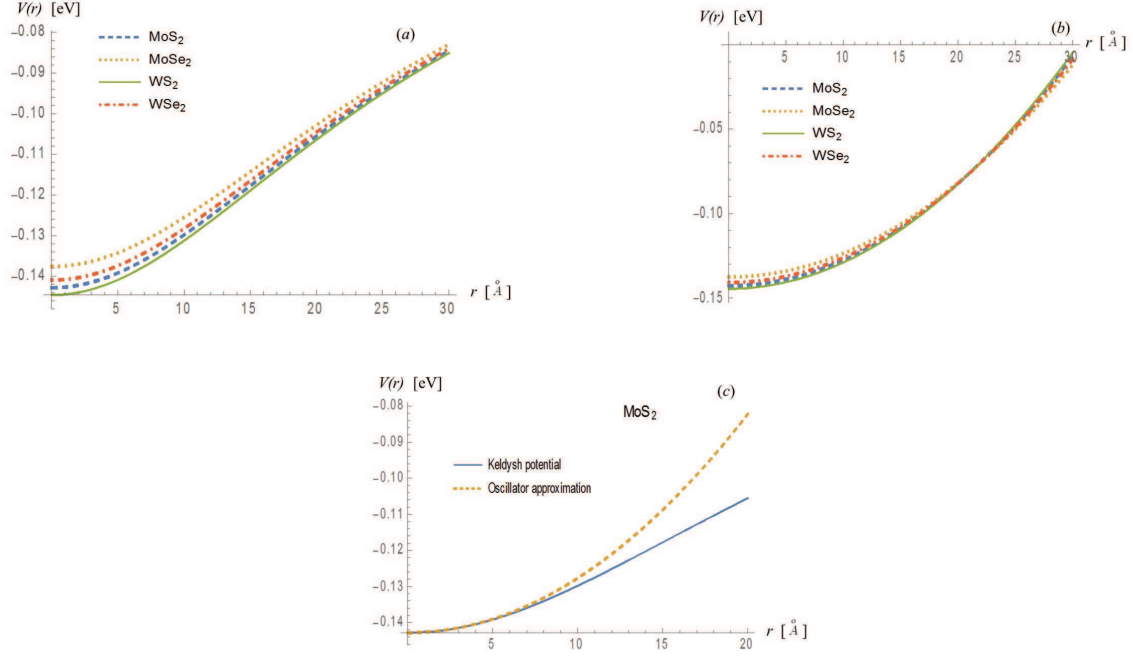 V(r) [eV]
(a)
−0.08
MoS2
MoSe2
WS2
WSe2
−0.09
−0.10
−0.11
−0.12
−0.13
−0.14
5
10
15
20
25
30
r [Å]
V(r) [eV]
(b)
5
10
15
20
25
30
r [Å]
MoS2
MoSe2
WS2
WSe2
−0.05
−0.10
−0.15
V(r) [eV]
(c)
−0.08
MoS2
−0.09
Keldysh potential
Oscillator approximation
−0.10
−0.11
−0.12
−0.13
−0.14
5
10
15
20
r [Å]